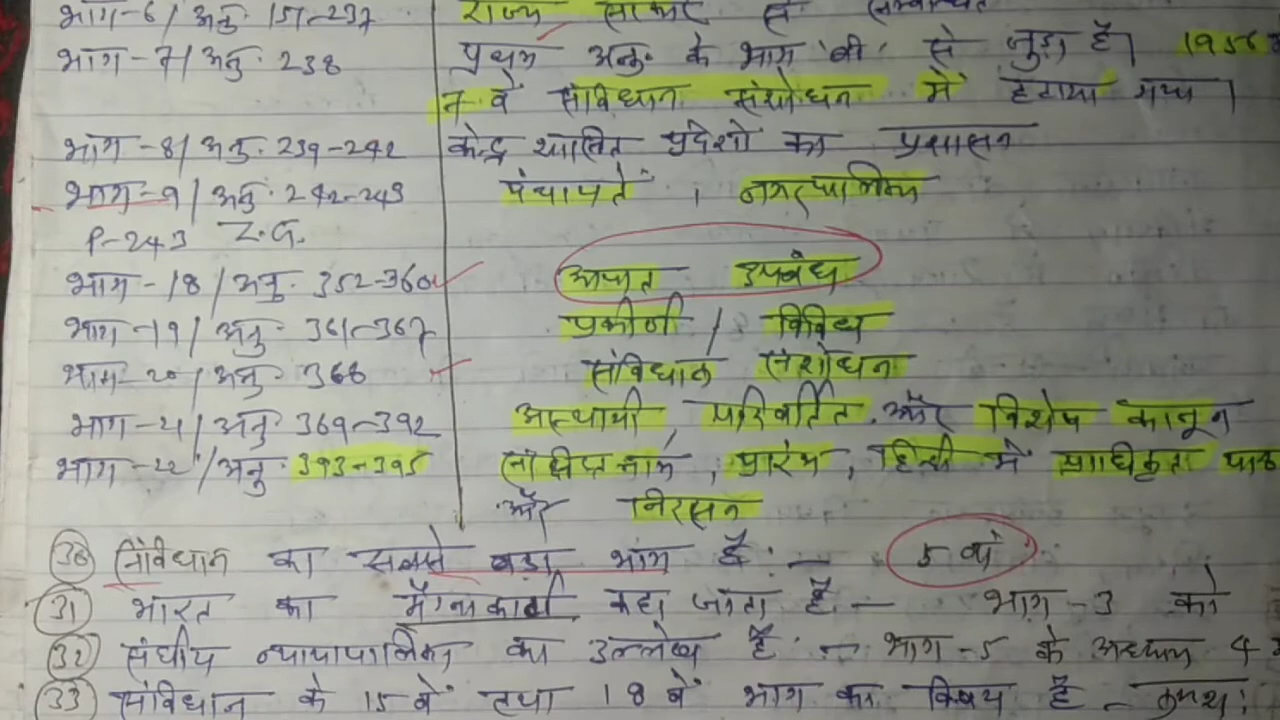 भाग-6/ अनु. 151-237 राज्य सरकार से सम्बन्धित
भाग-7/ अनु. 238 प्रथम अनु. के भाग 'बी' से जुड़ा है। 1956
7 वें संविधान संशोधन में हटाया गया।
भाग-8/ अनु. 239-242 केन्द्र शासित प्रदेशों का प्रशासन
भाग-9/ अनु. 242-243 पंचायतें, नगरपालिका
P-243 Z.G.
भाग-18/ अनु. 352-360 आपात उपबंध
भाग-19/ अनु. 361-367 प्रकीर्ण / विविध
भाग-20/ अनु. 368 संविधान संशोधन
भाग-21/ अनु. 369-392 अस्थायी, परिवर्तित और विशेष कानून
भाग-22/ अनु. 393-395 संक्षिप्त नाम, प्रारंभ, हिन्दी में प्राधिकृत पाठ
और निरसन
30 संविधान का सबसे बड़ा भाग है:- 5 वां
31 भारत का मैग्नाकार्टा कहा जाता है - भाग-3 को
32 संघीय न्यायपालिका का उल्लेख है:- भाग-5 के अध्याय 4
33 संविधान के 15 वें तथा 18 वें भाग का विषय है - क्रमशः